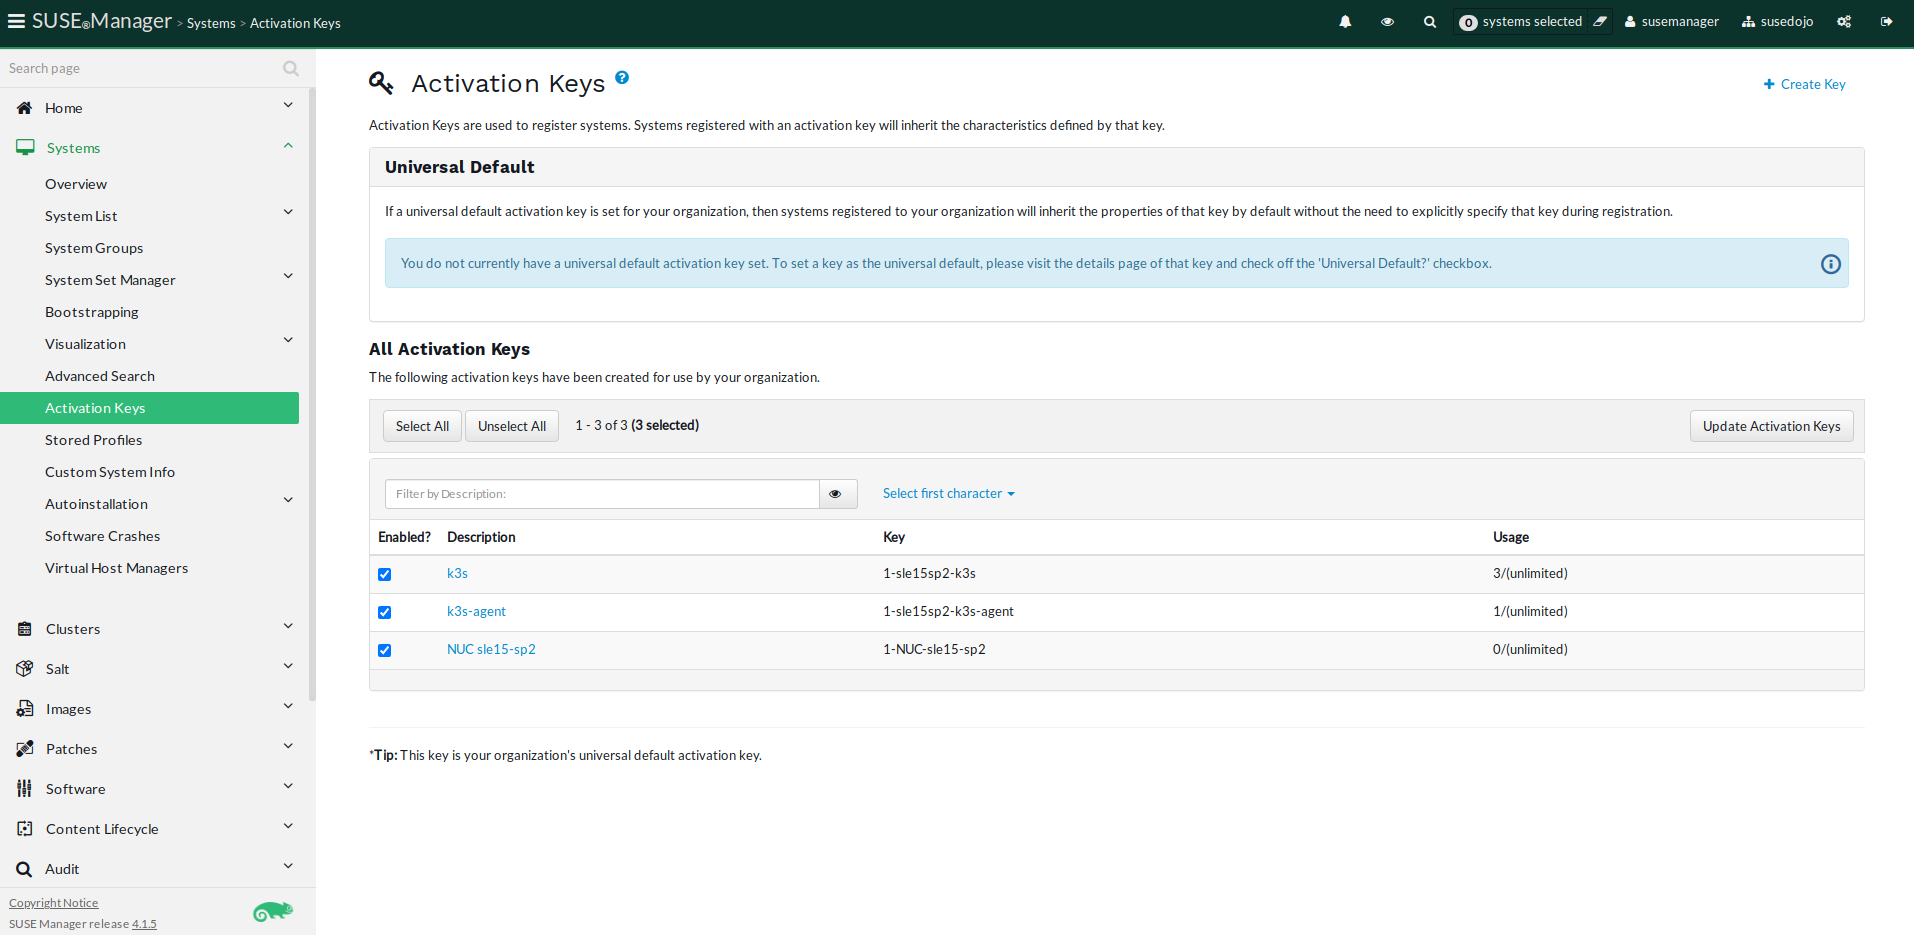 SUSE®Manager > Systems > Activation Keys
0 systems selected
susemanager
susedojo
Search page
Home
Systems
Overview
System List
System Groups
System Set Manager
Bootstrapping
Visualization
Advanced Search
Activation Keys
Stored Profiles
Custom System Info
Autoinstallation
Software Crashes
Virtual Host Managers
Clusters
Salt
Images
Patches
Software
Content Lifecycle
Audit
Copyright Notice
SUSE Manager release 4.1.5
Activation Keys ?
+ Create Key
Activation Keys are used to register systems. Systems registered with an activation key will inherit the characteristics defined by that key.
Universal Default
If a universal default activation key is set for your organization, then systems registered to your organization will inherit the properties of that key by default without the need to explicitly specify that key during registration.
You do not currently have a universal default activation key set. To set a key as the universal default, please visit the details page of that key and check off the 'Universal Default?' checkbox.
All Activation Keys
The following activation keys have been created for use by your organization.
Select All Unselect All 1 - 3 of 3 (3 selected) Update Activation Keys
Filter by Description: Select first character
Enabled? Description Key Usage
k3s 1-sle15sp2-k3s 3/(unlimited)
k3s-agent 1-sle15sp2-k3s-agent 1/(unlimited)
NUC sle15-sp2 1-NUC-sle15-sp2 0/(unlimited)
*Tip: This key is your organization's universal default activation key.